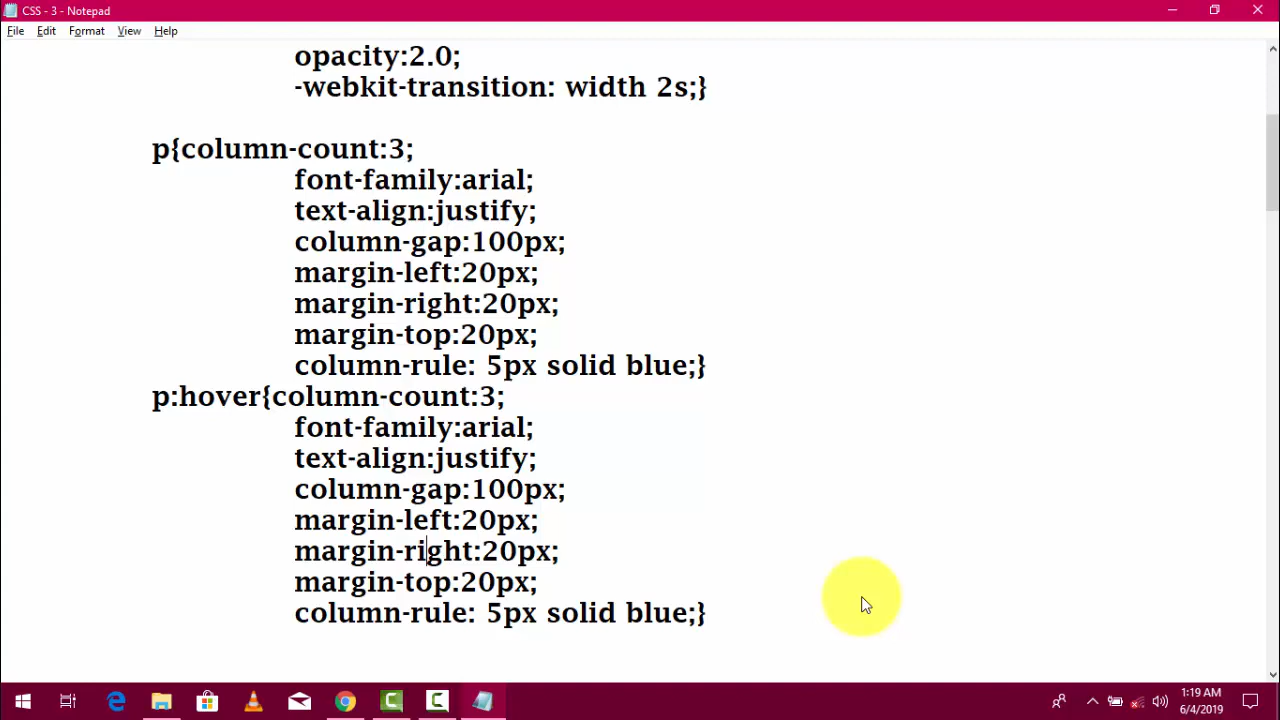 CSS - 3 - Notepad
File Edit Format View Help
opacity:2.0;
-webkit-transition: width 2s;}
p{column-count:3;
font-family:arial;
text-align:justify;
column-gap:100px;
margin-left:20px;
margin-right:20px;
margin-top:20px;
column-rule: 5px solid blue;}
p:hover{column-count:3;
font-family:arial;
text-align:justify;
column-gap:100px;
margin-left:20px;
margin-right:20px;
margin-top:20px;
column-rule: 5px solid blue;}
1:19 AM
6/4/2019